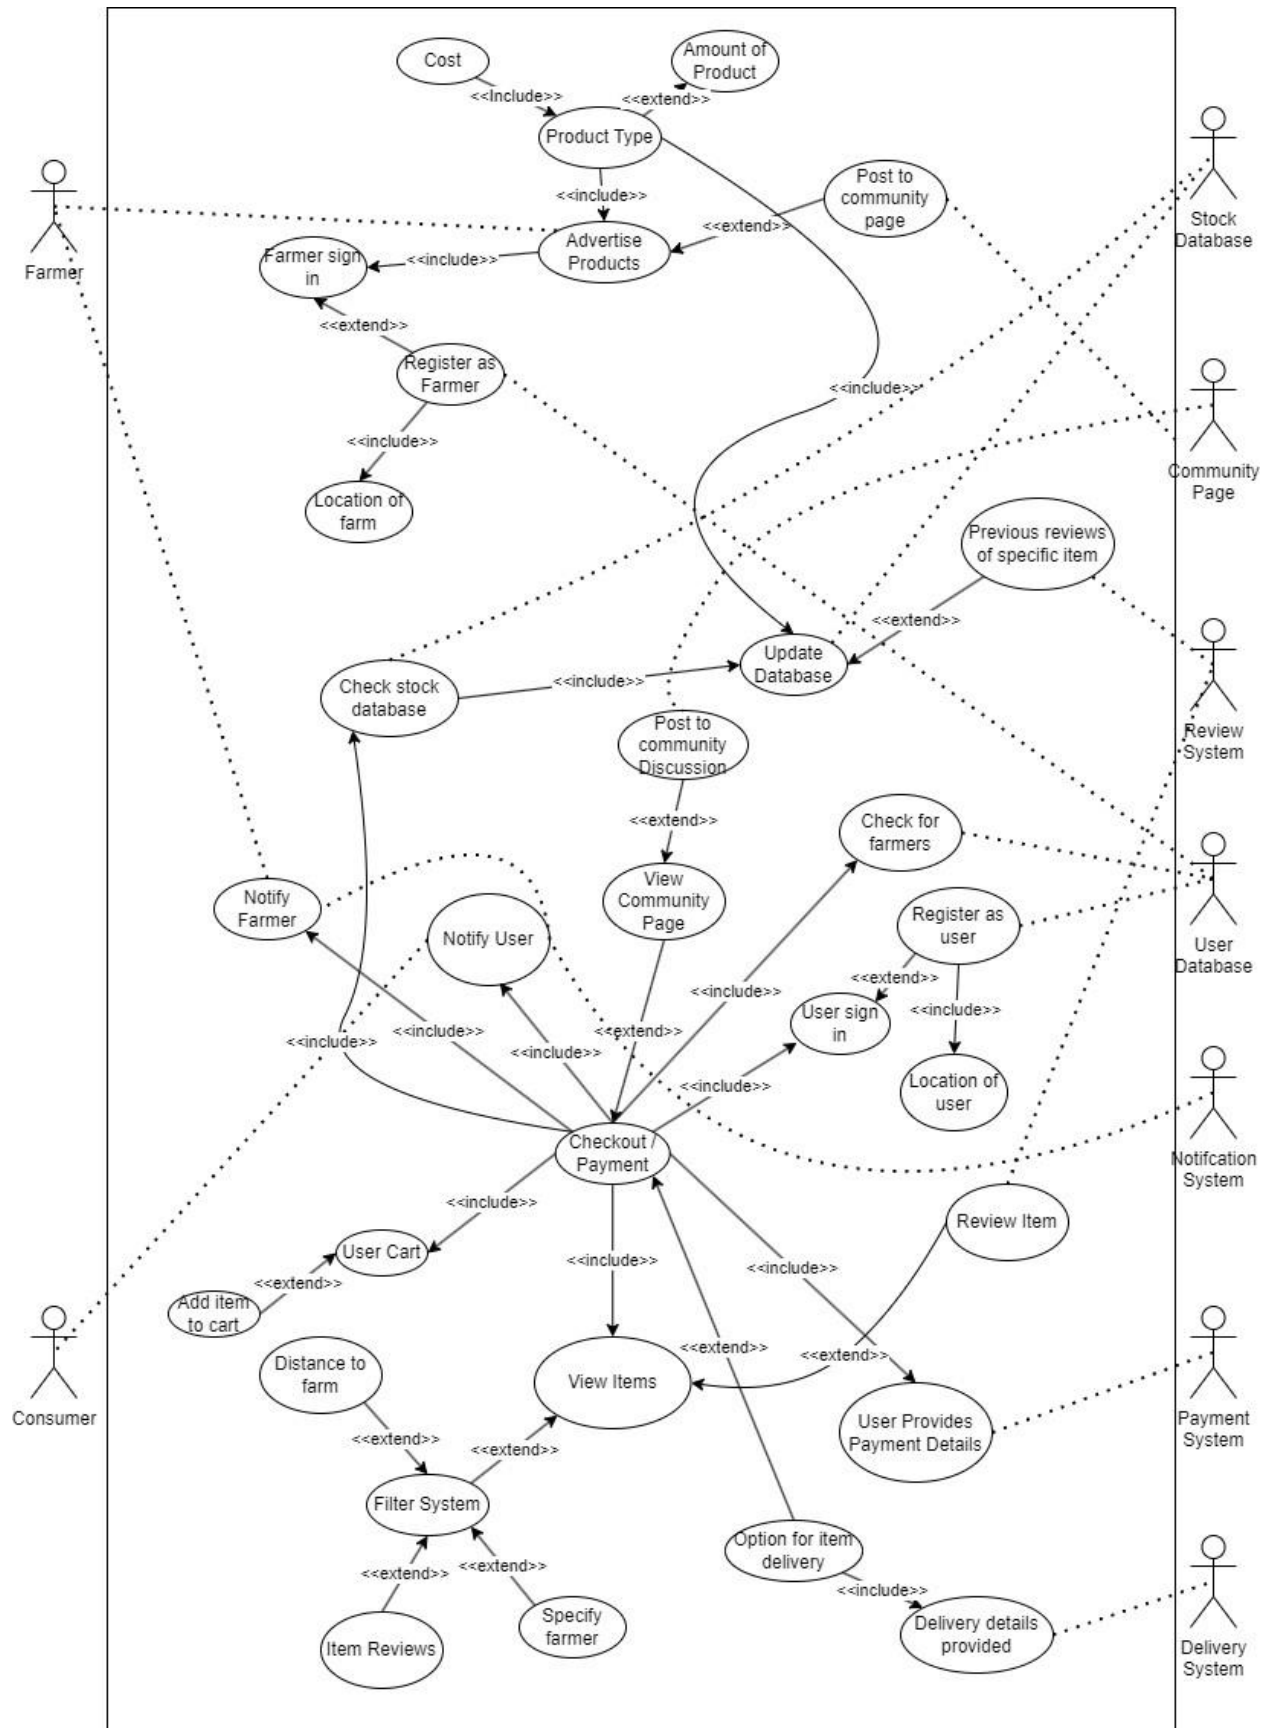 Cost
Amount of
Product
<<Include>>
<<extend>>
Product Type
<<include>>
Post to
community
page
<<extend>>
Stock
Database
Farmer
Farmer sign
in
<<include>>
Advertise
Products
<<extend>>
Register as
Farmer
<<include>>
<<include>>
Location of
farm
Community
Page
Previous reviews
of specific item
<<extend>>
Update
Database
<<include>>
Check stock
database
Post to
community
Discussion
Review
System
<<extend>>
Check for
farmers
View
Community
Page
Notify
Farmer
Notify User
Register as
user
User
Database
<<extend>>
<<include>>
User sign
in
<<include>>
<<include>>
<<include>>
<<include>>
<<extend>>
<<include>>
Location of
user
Checkout /
Payment
Notifcation
System
<<include>>
Review Item
User Cart
<<include>>
<<include>>
<<extend>>
Add item
to cart
Distance to
farm
<<extend>>
<<extend>>
View Items
Consumer
User Provides
Payment Details
Payment
System
<<extend>>
<<extend>>
Filter System
Option for item
delivery
<<extend>>
<<extend>>
<<include>>
Item Reviews
Specify
farmer
Delivery details
provided
Delivery
System